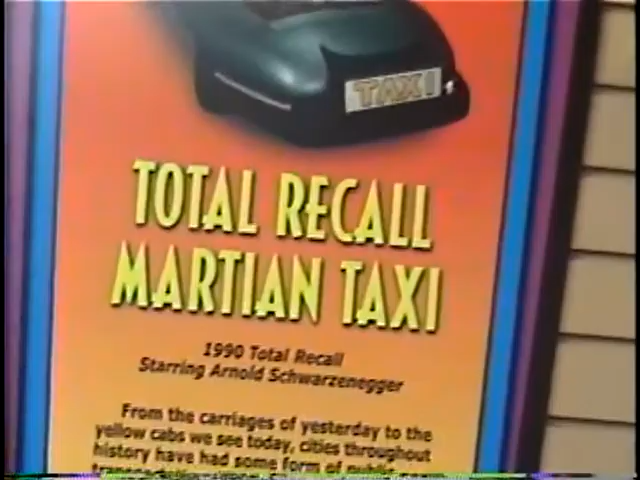 TAXI
TOTAL RECALL
MARTIAN TAXI
1990 Total Recall
Starring Arnold Schwarzenegger
From the carriages of yesterday to the
yellow cabs we see today, cities throughout
history have had some form of public